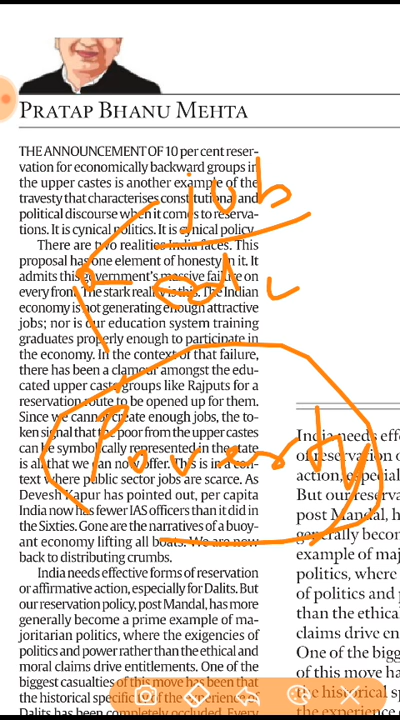 PRATAP BHANU MEHTA
THE ANNOUNCEMENT OF 10 per cent reser-
vation for economically backward groups in
the upper castes is another example of the
travesty that characterises constitutional and
political discourse when it comes to reserva-
tions. It is cynical politics. It is cynical policy.
There are two realities India faces. This
proposal has one element of honesty in it. It
admits this government's massive failure on
every front. The stark reality is this. The Indian
economy is not generating enough attractive
jobs; nor is our education system training
graduates properly enough to participate in
the economy. In the context of that failure,
there has been a clamour amongst the edu-
cated upper caste groups like Rajputs for a
reservation route to be opened up for them.
Since we cannot create enough jobs, the to-
ken signal that the poor from the upper castes
can be symbolically represented in the state
is all that we can now offer. This is in a con-
text where public sector jobs are scarce. As
Devesh Kapur has pointed out, per capita
India now has fewer IAS officers than it did in
the Sixties. Gone are the narratives of a buoy-
ant economy lifting all boats. We are now
back to distributing crumbs.
India needs effective forms of reservation
or affirmative action, especially for Dalits. But
our reservation policy, post Mandal, has more
generally become a prime example of ma-
joritarian politics, where the exigencies of
politics and power rather than the ethical and
moral claims drive entitlements. One of the
biggest casualties of this move has been that
the historical specificity of the experience of
Dalits has been completely occluded. Every
job
edu
Poverty
India needs effe
of reservation o
action, especial
But our reserva
post Mandal, h
generally becom
example of maj
politics, where
of politics and p
than the ethical
claims drive en
One of the bigg
of this move ha
the historical sp
of the experience